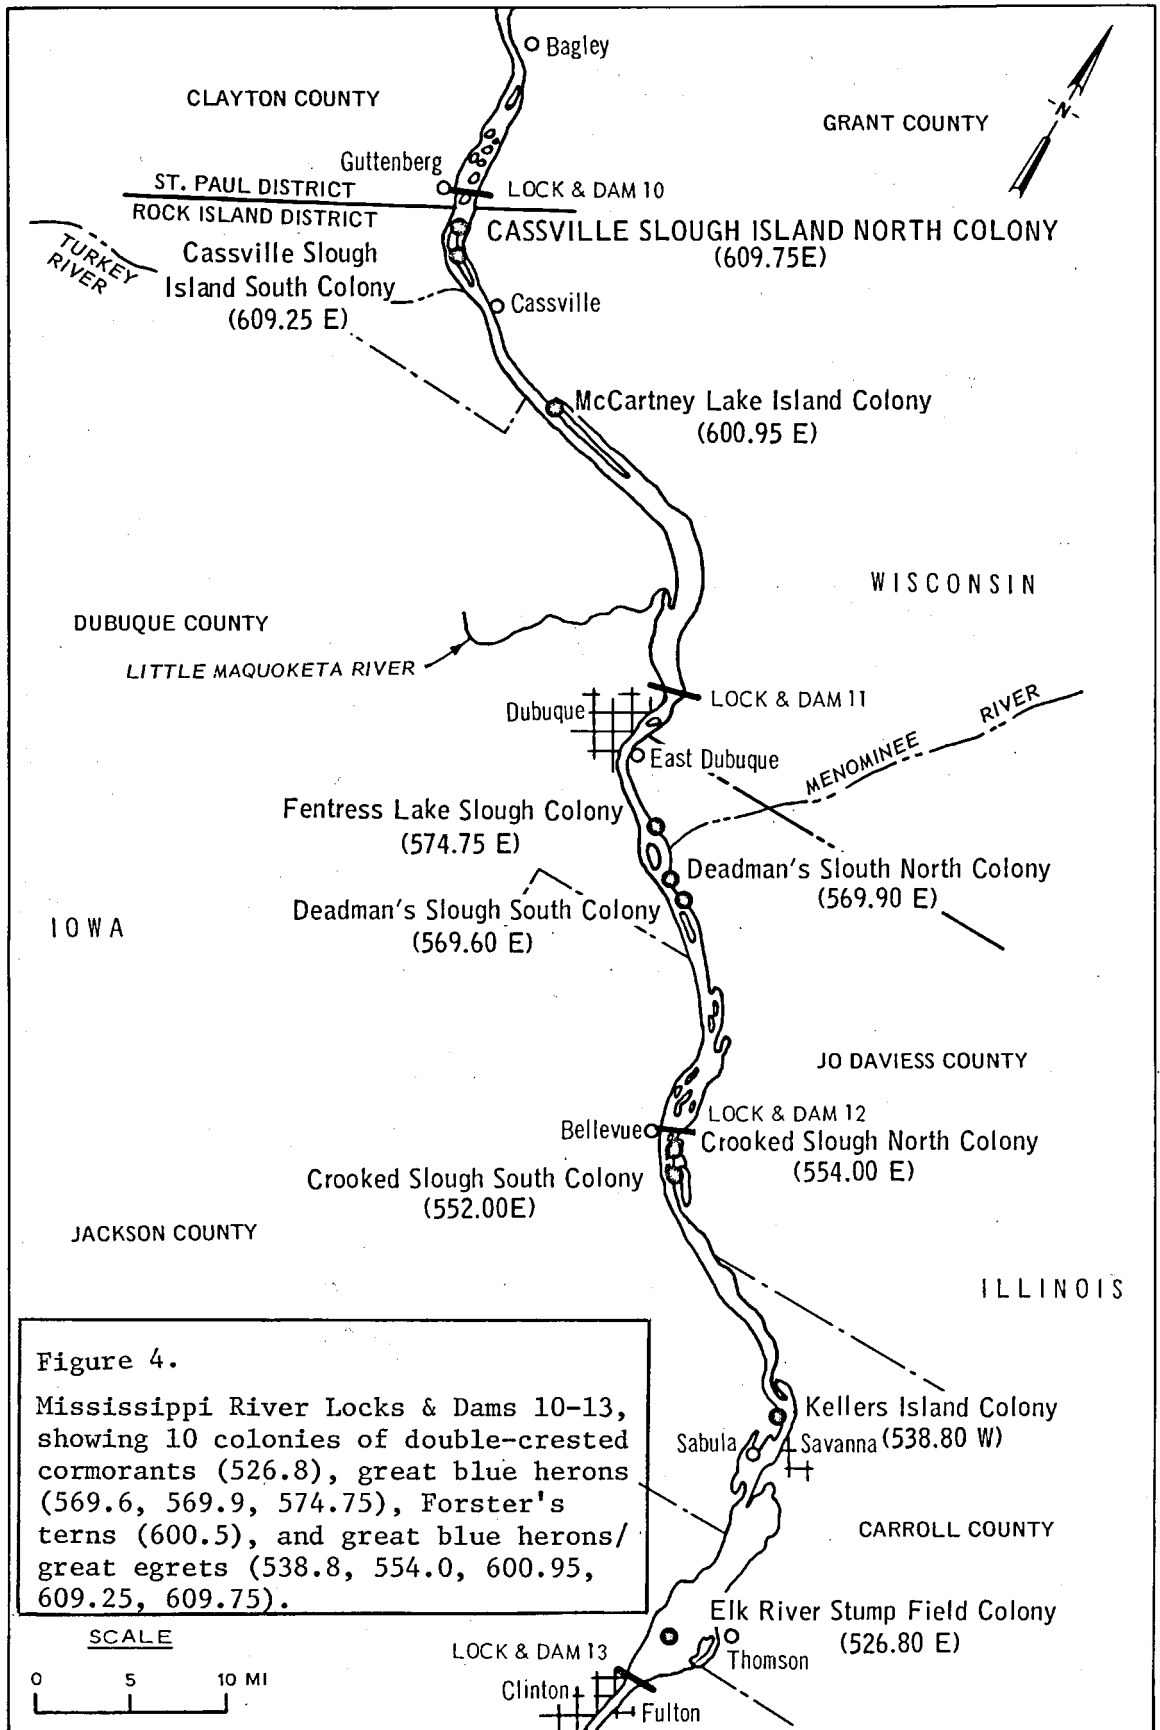 Bagley
CLAYTON COUNTY
GRANT COUNTY
N
Guttenberg
ST. PAUL DISTRICT
LOCK & DAM 10
ROCK ISLAND DISTRICT
CASSVILLE SLOUGH ISLAND NORTH COLONY
(609.75E)
TURKEY
RIVER
Cassville Slough
Island South Colony
(609.25 E)
Cassville
McCartney Lake Island Colony
(600.95 E)
WISCONSIN
DUBUQUE COUNTY
LITTLE MAQUOKETA RIVER
LOCK & DAM 11
Dubuque
MENOMINEE RIVER
East Dubuque
Fentress Lake Slough Colony
(574.75 E)
Deadman's Slouth North Colony
(569.90 E)
Deadman's Slough South Colony
(569.60 E)
IOWA
JO DAVIESS COUNTY
LOCK & DAM 12
Bellevue
Crooked Slough North Colony
(554.00 E)
Crooked Slough South Colony
(552.00E)
JACKSON COUNTY
ILLINOIS
Figure 4.
Mississippi River Locks & Dams 10-13,
showing 10 colonies of double-crested
cormorants (526.8), great blue herons
(569.6, 569.9, 574.75), Forster's
terns (600.5), and great blue herons/
great egrets (538.8, 554.0, 600.95,
609.25, 609.75).
Kellers Island Colony
(538.80 W)
Sabula
Savanna
CARROLL COUNTY
Elk River Stump Field Colony
(526.80 E)
Thomson
SCALE
0 5 10 MI
LOCK & DAM 13
Clinton
Fulton